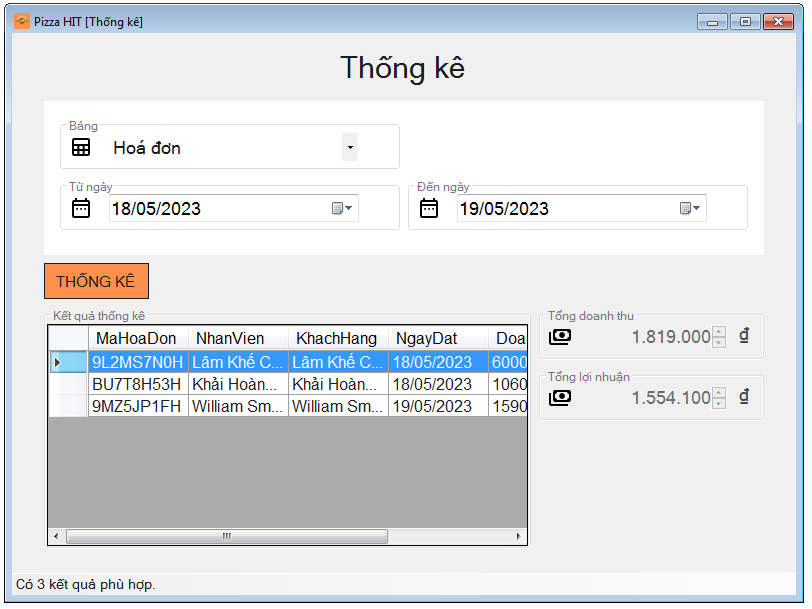 Pizza HIT [Thống kê]
Thống kê
Bảng
Hoá đơn
Từ ngày
18/05/2023
Đến ngày
19/05/2023
THỐNG KÊ
Kết quả thống kê
MaHoaDon NhanVien KhachHang NgayDat Doa
9L2MS7N0H Lâm Khế C... Lâm Khế C... 18/05/2023 6000
BU7T8H53H Khải Hoàn... Khải Hoàn... 18/05/2023 1060
9MZ5JP1FH William Sm... William Sm... 19/05/2023 1590
Tổng doanh thu
1.819.000 đ
Tổng lợi nhuận
1.554.100 đ
Có 3 kết quả phù hợp.